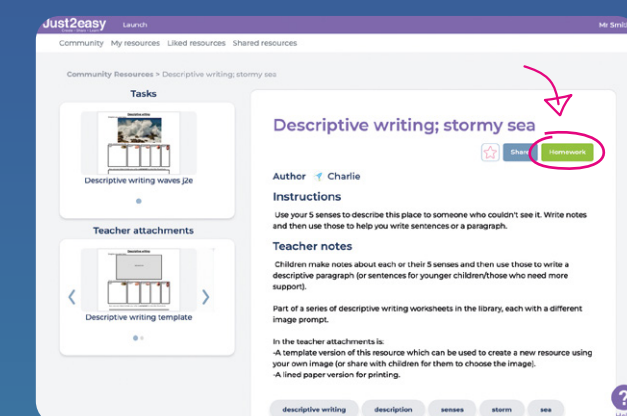 Just2easy
Launch
Mr Smi
Community My resources Liked resources Shared resources
Community Resources > Descriptive writing; stormy sea
Tasks
Descriptive writing waves j2e
Teacher attachments
Descriptive writing template
Descriptive writing; stormy sea
Share
Homework
Author Charlie
Instructions
Use your 5 senses to describe this place to someone who couldn't see it. Write notes
and then use those to help you write sentences or a paragraph.
Teacher notes
Children make notes about each or their 5 senses and then use those to write a
descriptive paragraph (or sentences for younger children/those who need more
support).
Part of a series of descriptive writing worksheets in the library, each with a different
image prompt.
In the teacher attachments is:
-A template version of this resource which can be used to create a new resource using
your own image (or share with children for them to choose the image).
-A lined paper version for printing.
descriptive writing description senses storm sea
?